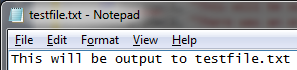 testfile.txt - Notepad
File Edit Format View Help
This will be output to testfile.txt